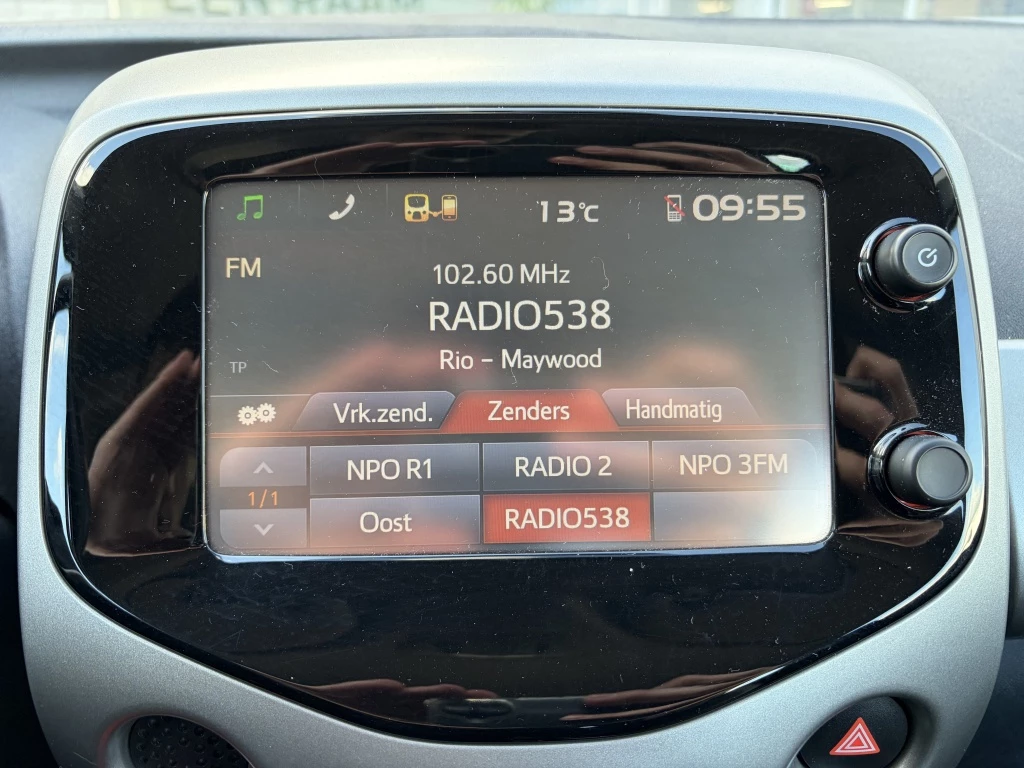 13°C
09:55
FM
102.60 MHz
RADIO538
Rio - Maywood
TP
Vrk.zend. Zenders Handmatig
NPO R1 RADIO 2 NPO 3FM
1/1
Oost RADIO538